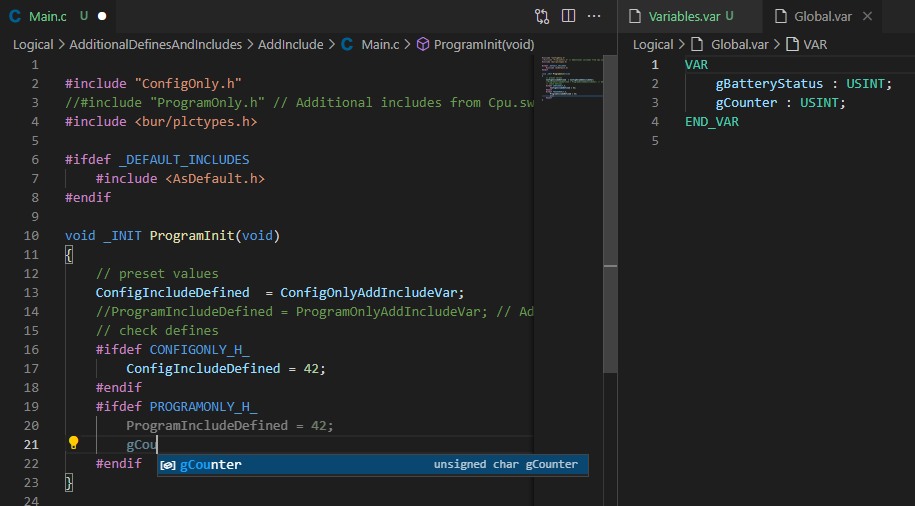 Main.c U
Variables.var U
Global.var
Logical > AdditionalDefinesAndIncludes > AddInclude > Main.c > ProgramInit(void)
Logical > Global.var > VAR
1
2 #include "ConfigOnly.h"
3 //#include "ProgramOnly.h" // Additional includes from Cpu.sw
4 #include <bur/plctypes.h>
5
6 #ifdef _DEFAULT_INCLUDES
7 #include <AsDefault.h>
8 #endif
9
10 void _INIT ProgramInit(void)
11 {
12 // preset values
13 ConfigIncludeDefined = ConfigOnlyAddIncludeVar;
14 //ProgramIncludeDefined = ProgramOnlyAddIncludeVar; // Ad
15 // check defines
16 #ifdef CONFIGONLY_H_
17 ConfigIncludeDefined = 42;
18 #endif
19 #ifdef PROGRAMONLY_H_
20 ProgramIncludeDefined = 42;
21 gCou
22 #endif
gCounter unsigned char gCounter
23 }
24
1 VAR
2 gBatteryStatus : USINT;
3 gCounter : USINT;
4 END_VAR
5